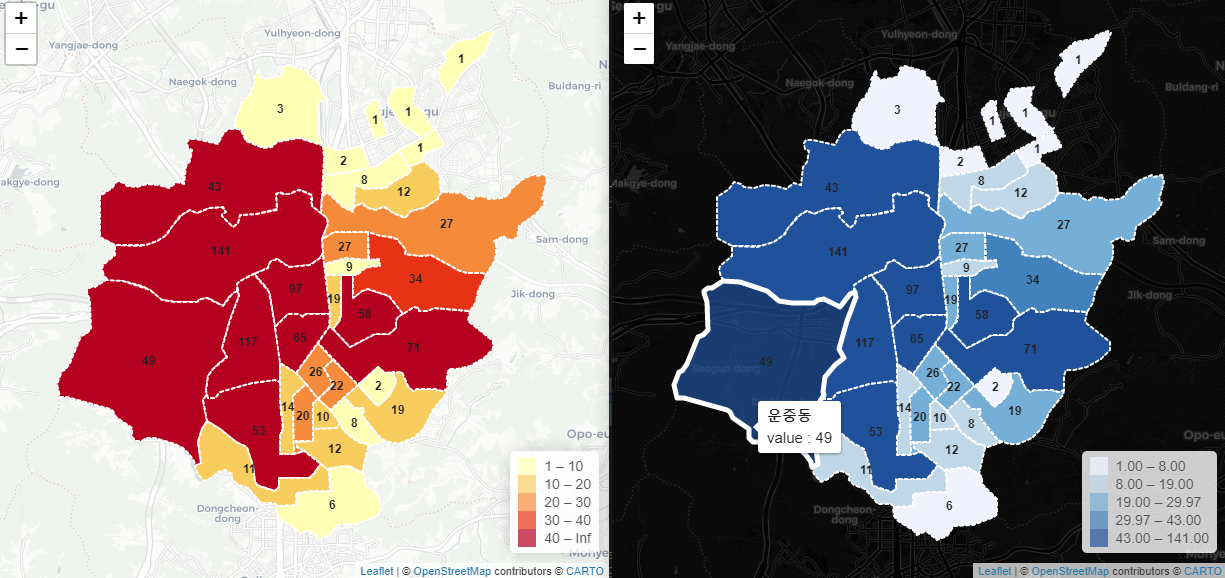 +
−
Yangjae-dong
Yulhyeon-dong
Naegok-dong
Buldang-ri
akgye-dong
Sam-dong
Jik-dong
Opo-eu
Dongcheon-
dong
1
3
1
1
1
2
8
12
43
27
141
27
9
34
97
19
58
65
117
71
49
26
22
2
14
20
10
19
8
53
12
11
6
1 – 10
10 – 20
20 – 30
30 – 40
40 – Inf
Leaflet | © OpenStreetMap contributors © CARTO
+
−
Yangjae-dong
Yulhyeon-dong
Naegok-dong
Buldang-ri
Makgye-dong
Sam-dong
Jik-dong
Seogun-dong
Opo-eu
Dongcheon-
dong
1
3
1
1
1
2
8
12
43
27
141
27
9
34
97
19
58
65
117
71
49
26
22
2
14
20
10
19
8
53
12
11
6
운중동
value : 49
1.00 – 8.00
8.00 – 19.00
19.00 – 29.97
29.97 – 43.00
43.00 – 141.00
Leaflet | © OpenStreetMap contributors © CARTO